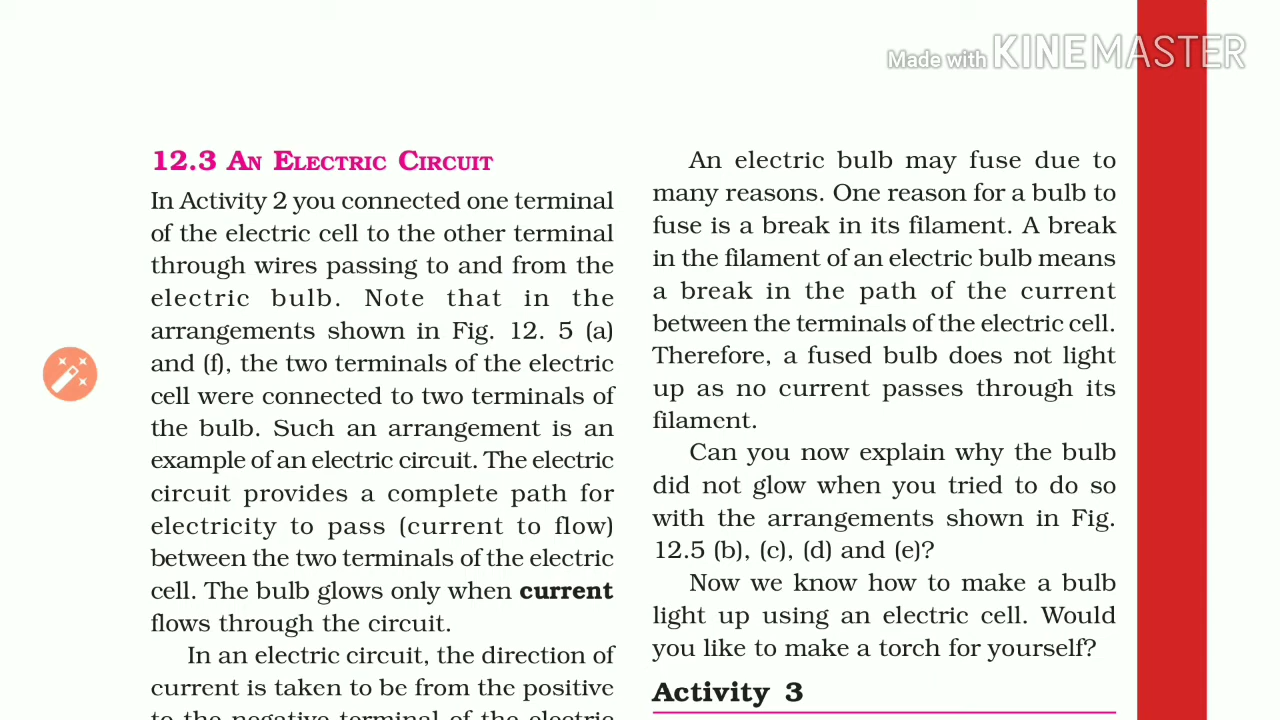 Made with KINEMASTER
12.3 AN ELECTRIC CIRCUIT
In Activity 2 you connected one terminal
of the electric cell to the other terminal
through wires passing to and from the
electric bulb. Note that in the
arrangements shown in Fig. 12. 5 (a)
and (f), the two terminals of the electric
cell were connected to two terminals of
the bulb. Such an arrangement is an
example of an electric circuit. The electric
circuit provides a complete path for
electricity to pass (current to flow)
between the two terminals of the electric
cell. The bulb glows only when current
flows through the circuit.
In an electric circuit, the direction of
current is taken to be from the positive
to the negative terminal of the electric
An electric bulb may fuse due to
many reasons. One reason for a bulb to
fuse is a break in its filament. A break
in the filament of an electric bulb means
a break in the path of the current
between the terminals of the electric cell.
Therefore, a fused bulb does not light
up as no current passes through its
filament.
Can you now explain why the bulb
did not glow when you tried to do so
with the arrangements shown in Fig.
12.5 (b), (c), (d) and (e)?
Now we know how to make a bulb
light up using an electric cell. Would
you like to make a torch for yourself?
Activity 3